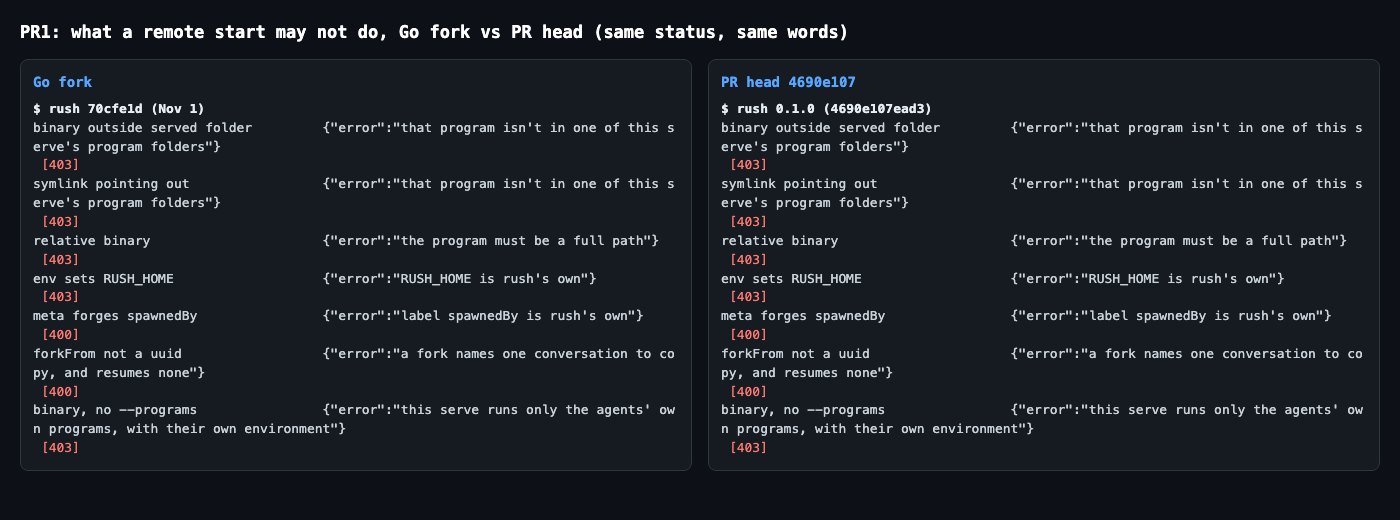 PR1: what a remote start may not do, Go fork vs PR head (same status, same words)
Go fork
$ rush 70cfe1d (Nov 1)
binary outside served folder {"error":"that program isn't in one of this s
erve's program folders"}
[403]
symlink pointing out {"error":"that program isn't in one of this s
erve's program folders"}
[403]
relative binary {"error":"the program must be a full path"}
[403]
env sets RUSH_HOME {"error":"RUSH_HOME is rush's own"}
[403]
meta forges spawnedBy {"error":"label spawnedBy is rush's own"}
[400]
forkFrom not a uuid {"error":"a fork names one conversation to co
py, and resumes none"}
[400]
binary, no --programs {"error":"this serve runs only the agents' ow
n programs, with their own environment"}
[403]
PR head 4690e107
$ rush 0.1.0 (4690e107ead3)
binary outside served folder {"error":"that program isn't in one of this s
erve's program folders"}
[403]
symlink pointing out {"error":"that program isn't in one of this s
erve's program folders"}
[403]
relative binary {"error":"the program must be a full path"}
[403]
env sets RUSH_HOME {"error":"RUSH_HOME is rush's own"}
[403]
meta forges spawnedBy {"error":"label spawnedBy is rush's own"}
[400]
forkFrom not a uuid {"error":"a fork names one conversation to co
py, and resumes none"}
[400]
binary, no --programs {"error":"this serve runs only the agents' ow
n programs, with their own environment"}
[403]